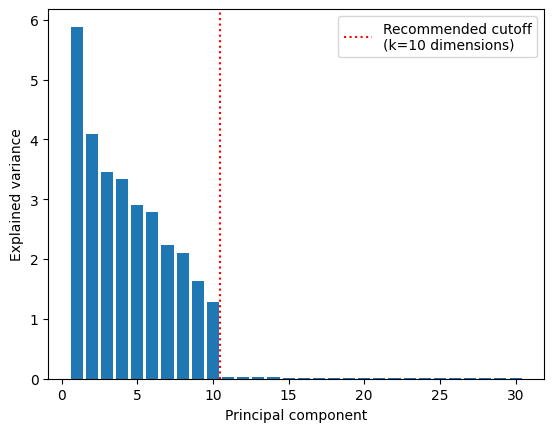 Recommended cutoff
(k=10 dimensions)
6
5
4
3
2
1
0
Explained variance
0 5 10 15 20 25 30
Principal component